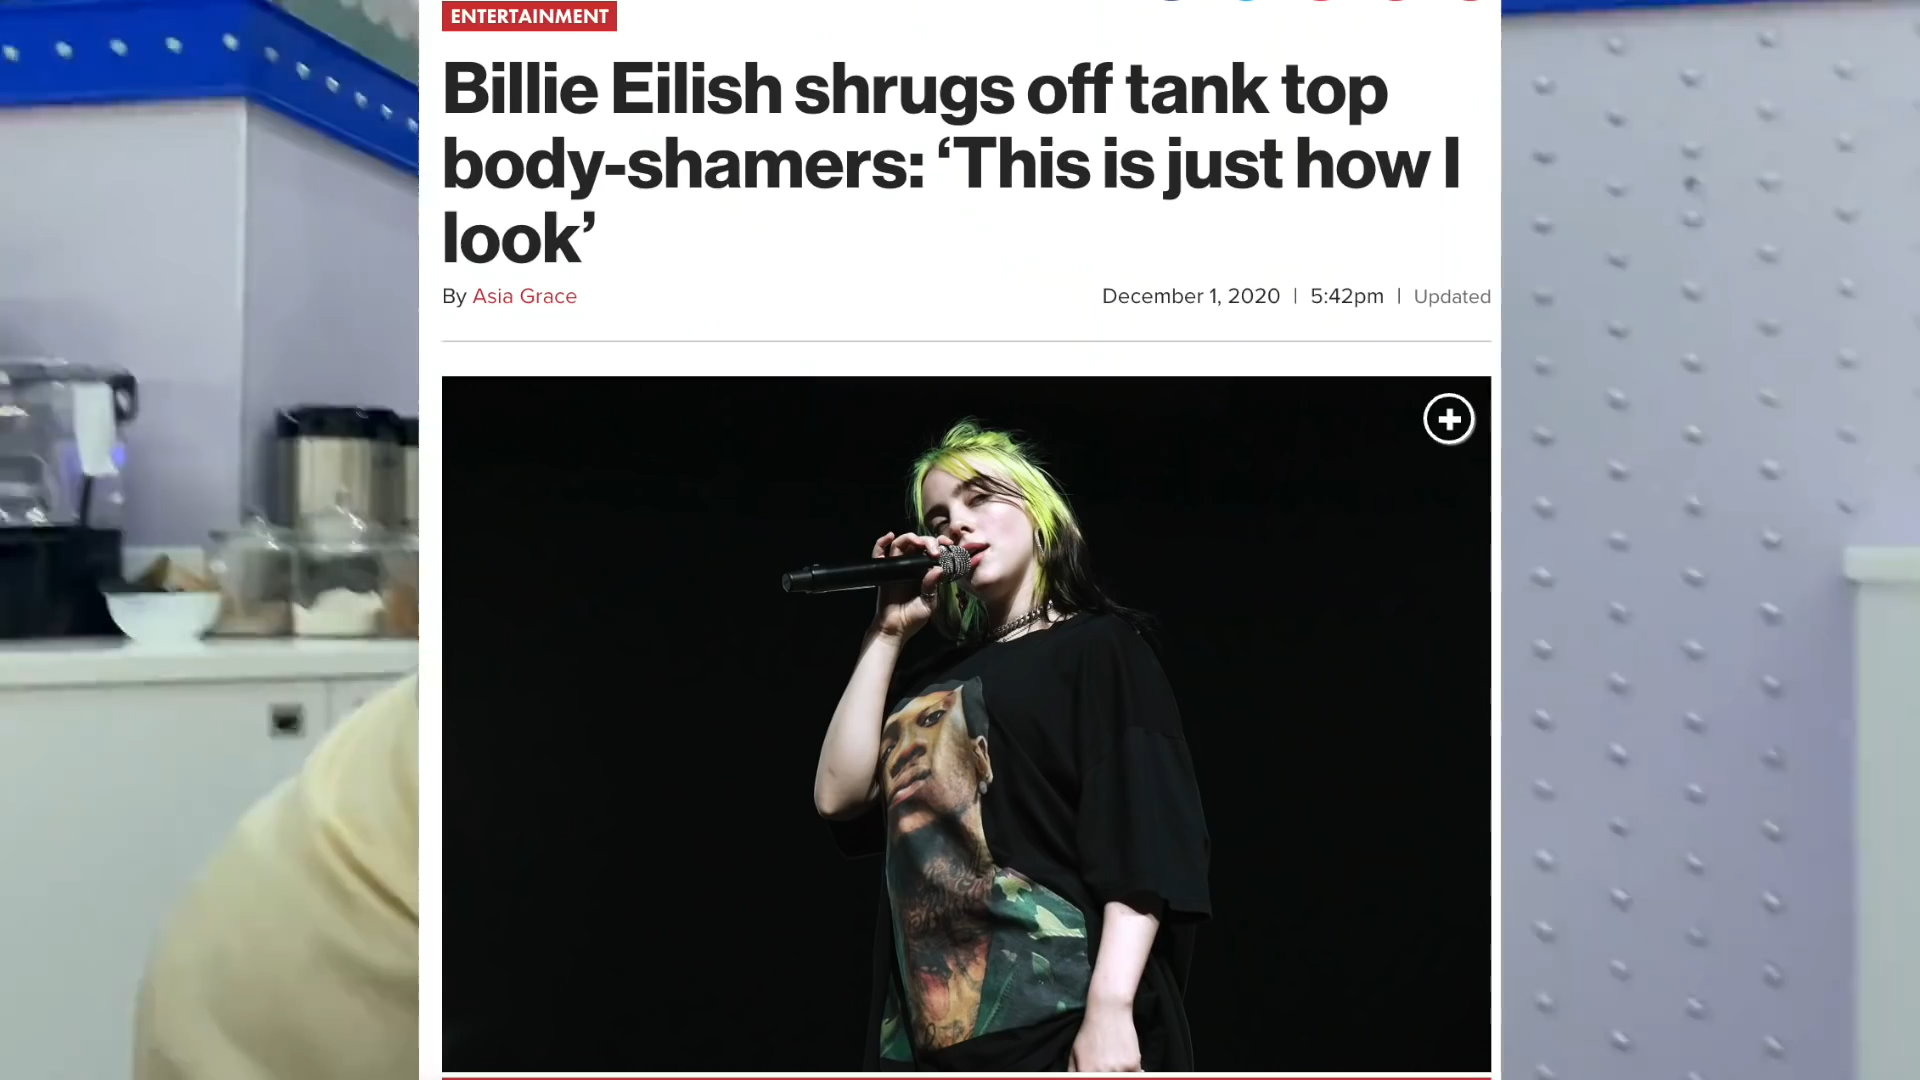 ENTERTAINMENT
Billie Eilish shrugs off tank top
body-shamers: ‘This is just how I
look’
By Asia Grace
December 1, 2020 | 5:42pm | Updated